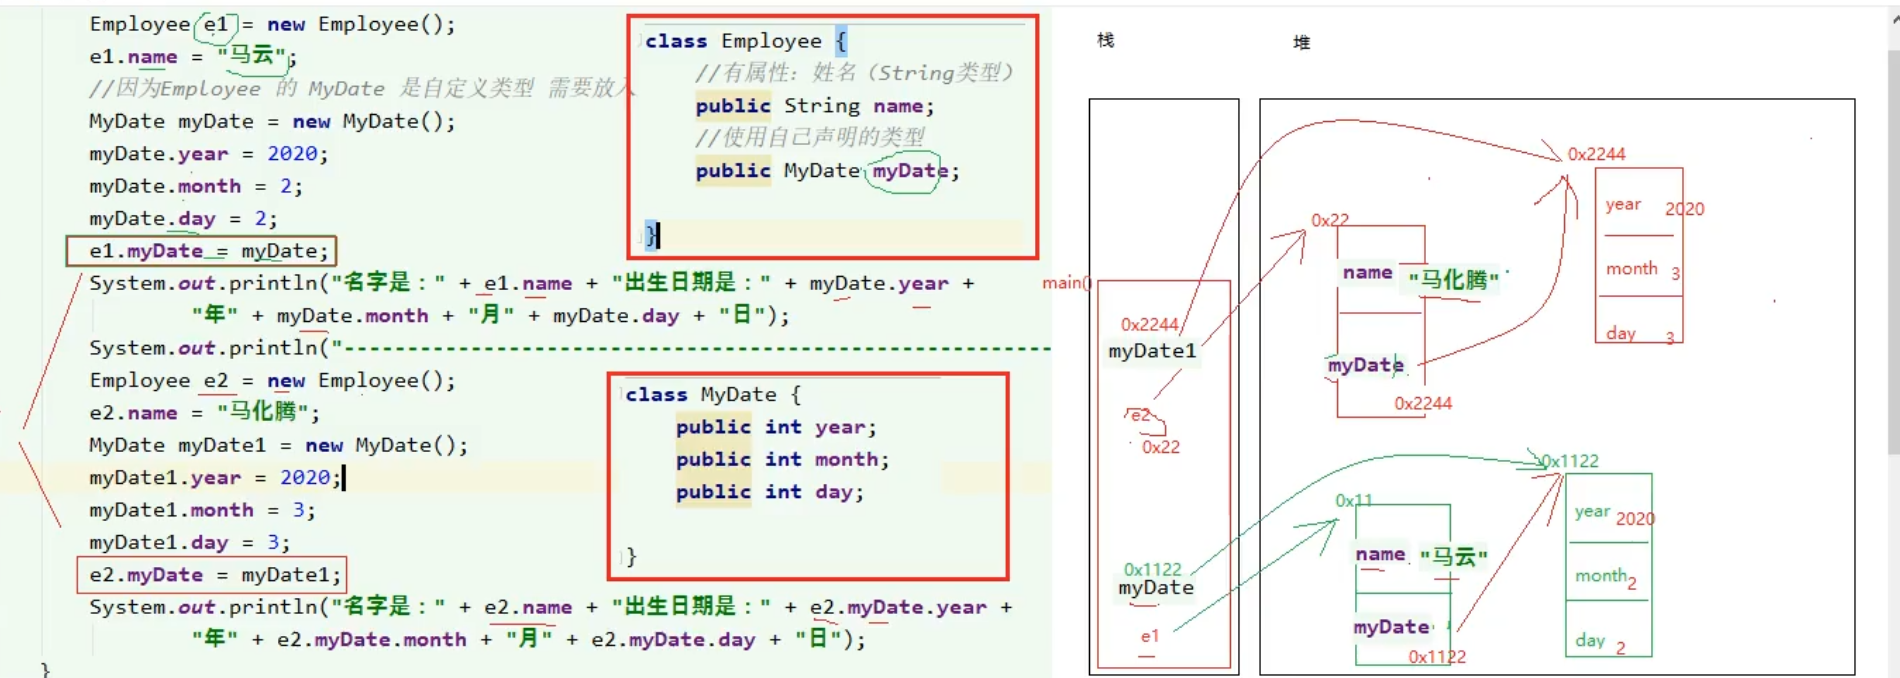 Employee e1 = new Employee();
e1.name = "马云";
//因为Employee 的 MyDate 是自定义类型 需要放入
MyDate myDate = new MyDate();
myDate.year = 2020;
myDate.month = 2;
myDate.day = 2;
e1.myDate = myDate;
System.out.println("名字是：" + e1.name + "出生日期是：" + myDate.year +
"年" + myDate.month + "月" + myDate.day + "日");
System.out.println("--------------------------------------------------------
Employee e2 = new Employee();
e2.name = "马化腾";
MyDate myDate1 = new MyDate();
myDate1.year = 2020;
myDate1.month = 3;
myDate1.day = 3;
e2.myDate = myDate1;
System.out.println("名字是：" + e2.name + "出生日期是：" + e2.myDate.year +
"年" + e2.myDate.month + "月" + e2.myDate.day + "日");
}
class Employee {
//有属性：姓名（String类型）
public String name;
//使用自己声明的类型
public MyDate myDate;
}
class MyDate {
public int year;
public int month;
public int day;
}
栈
堆
main()
0x2244
myDate1
e2
0x22
0x1122
myDate
e1
0x22
name "马化腾"
myDate
0x2244
0x2244
year 2020
month 3
day 3
0x11
name "马云"
myDate
0x1122
0x1122
year 2020
month 2
day 2